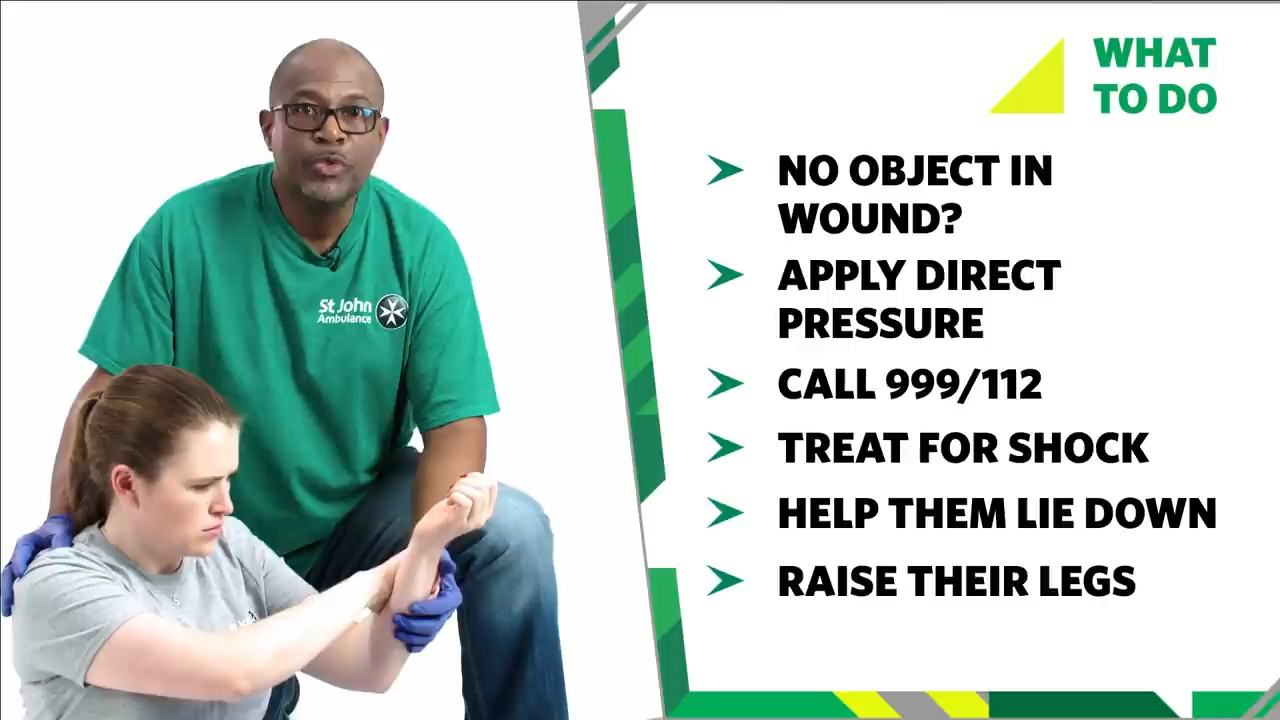 WHAT
TO DO
NO OBJECT IN
WOUND?
APPLY DIRECT
PRESSURE
CALL 999/112
TREAT FOR SHOCK
HELP THEM LIE DOWN
RAISE THEIR LEGS
St John
Ambulance